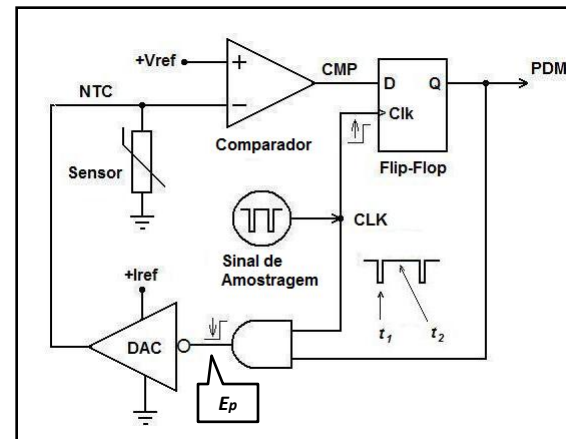 +Vref
CMP
PDM
NTC
D
Q
Clk
Comparador
Flip-Flop
Sensor
CLK
Sinal de
Amostragem
+Iref
DAC
t1
t2
Ep